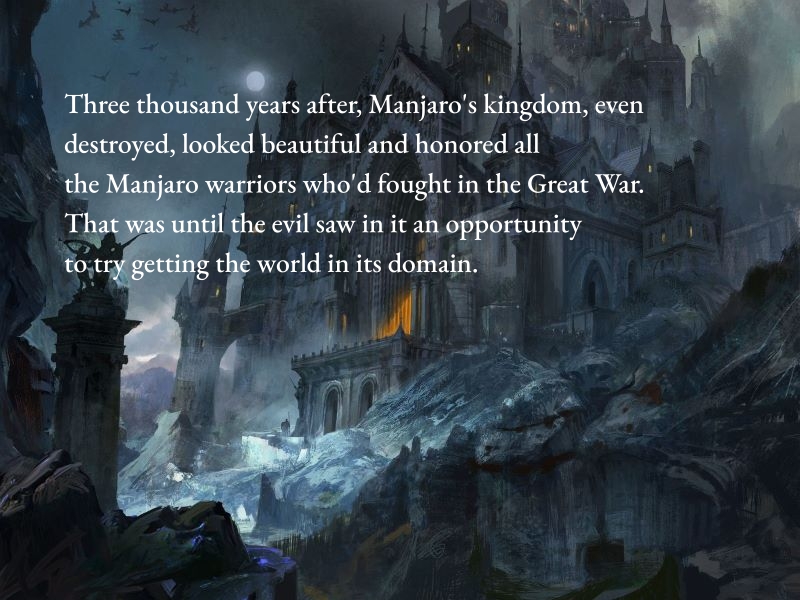 Three thousand years after, Manjaro's kingdom, even
destroyed, looked beautiful and honored all
the Manjaro warriors who'd fought in the Great War.
That was until the evil saw in it an opportunity
to try getting the world in its domain.